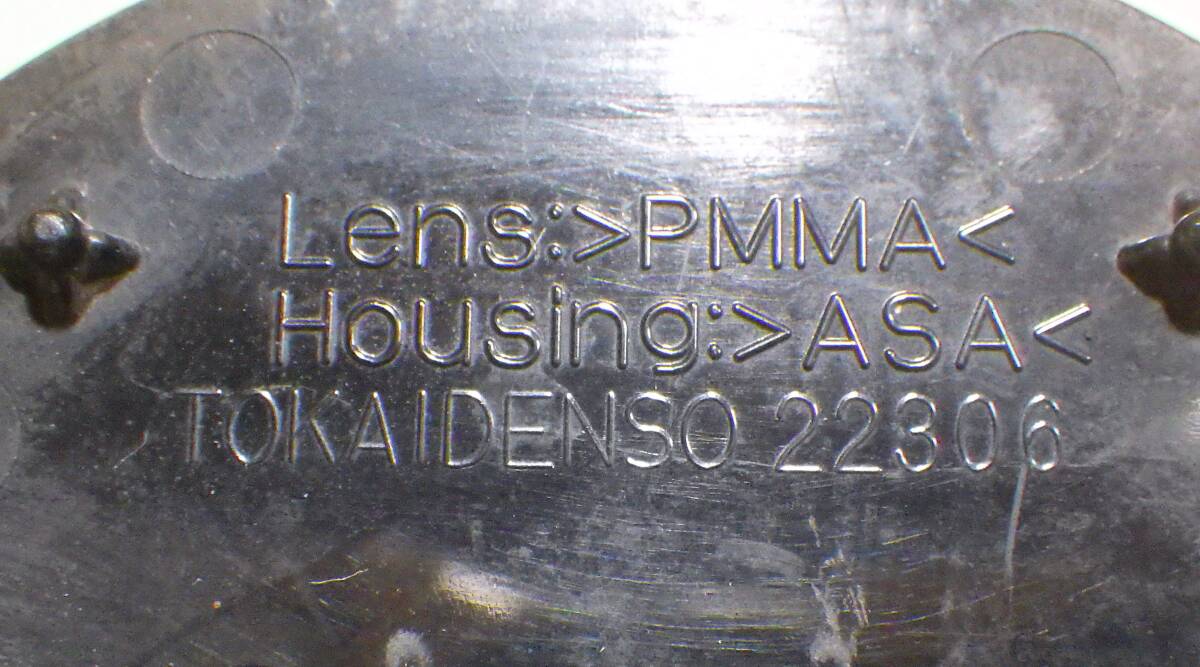 Lens:>PMMA<
Housing:>ASA<
TOKAIDENSO 22306